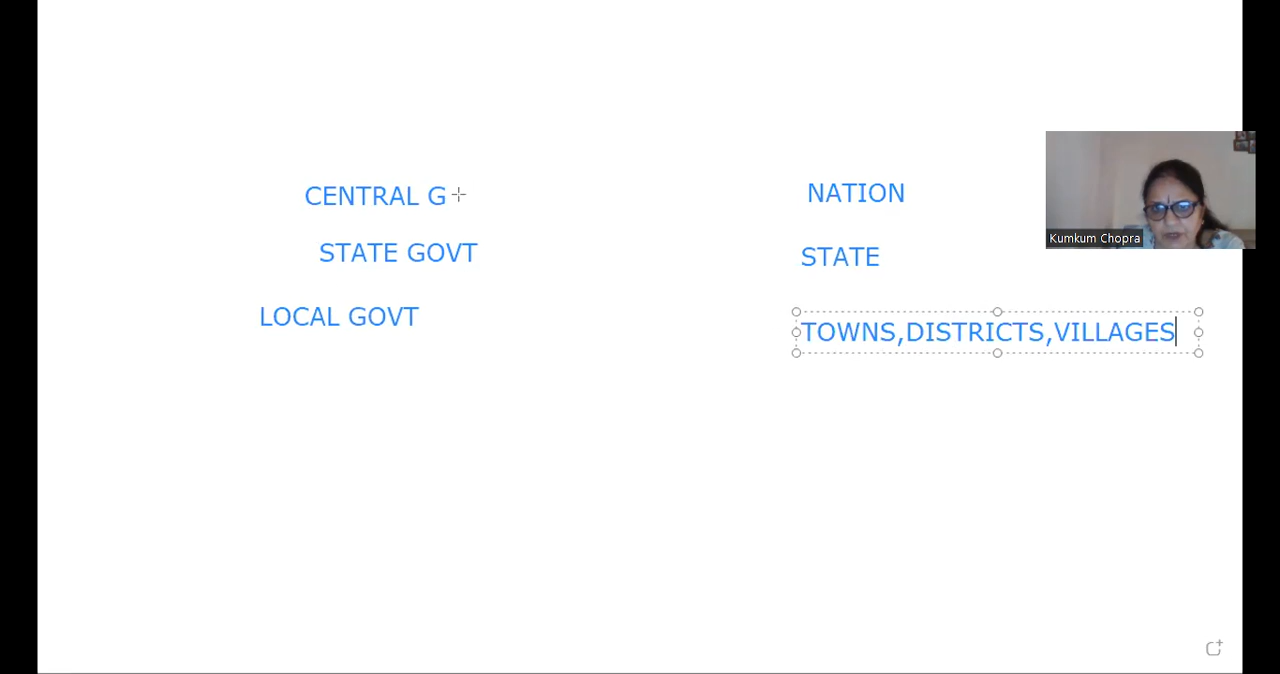 CENTRAL G
NATION
STATE GOVT
STATE
LOCAL GOVT
TOWNS,DISTRICTS,VILLAGES
Kumkum Chopra